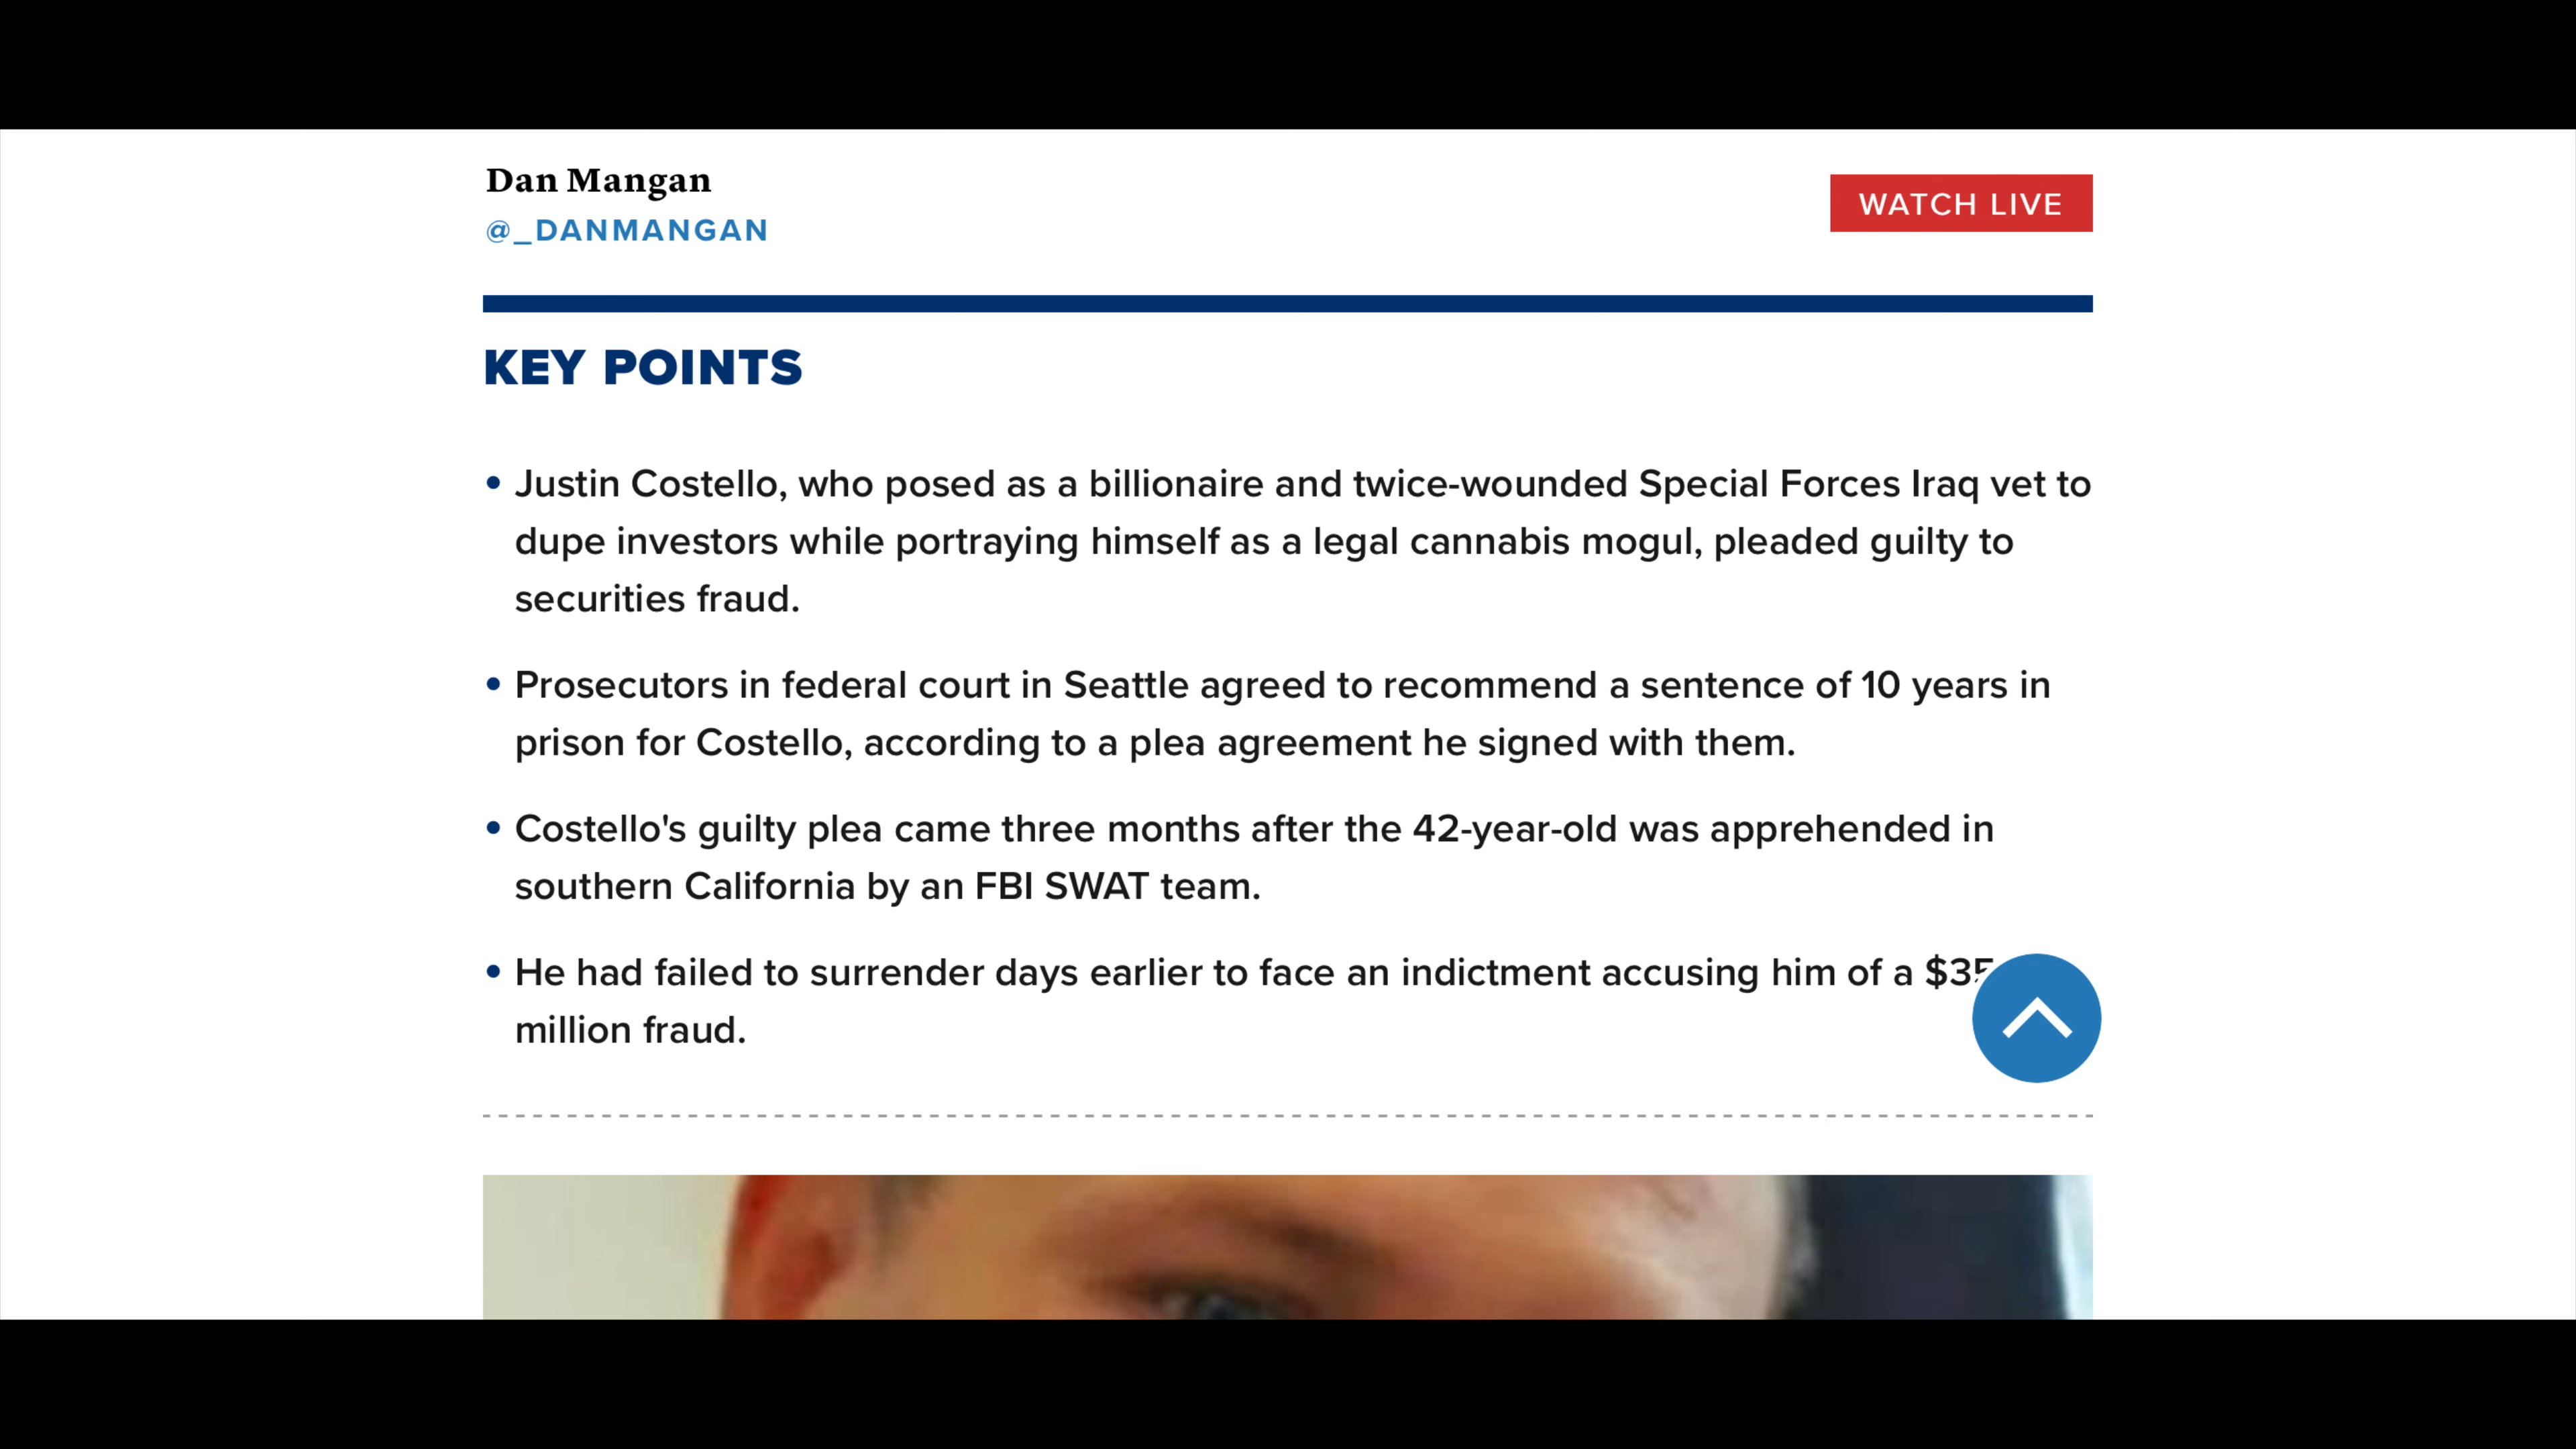 Dan Mangan
@_DANMANGAN
WATCH LIVE
KEY POINTS
• Justin Costello, who posed as a billionaire and twice-wounded Special Forces Iraq vet to
dupe investors while portraying himself as a legal cannabis mogul, pleaded guilty to
securities fraud.
• Prosecutors in federal court in Seattle agreed to recommend a sentence of 10 years in
prison for Costello, according to a plea agreement he signed with them.
• Costello's guilty plea came three months after the 42-year-old was apprehended in
southern California by an FBI SWAT team.
• He had failed to surrender days earlier to face an indictment accusing him of a $35
million fraud.